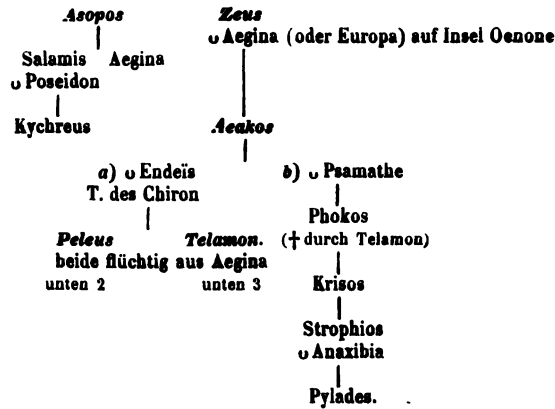 Asopos Zeus
∪ Aegina (oder Europa) auf Insel Oenone
Salamis Aegina
∪ Poseidon
Kychreus Aeakos
a) ∪ Endeïs b) ∪ Psamathe
T. des Chiron
Phokos
Peleus Telamon. († durch Telamon)
beide flüchtig aus Aegina
unten 2 unten 3 Krisos
Strophios
∪ Anaxibia
Pylades.